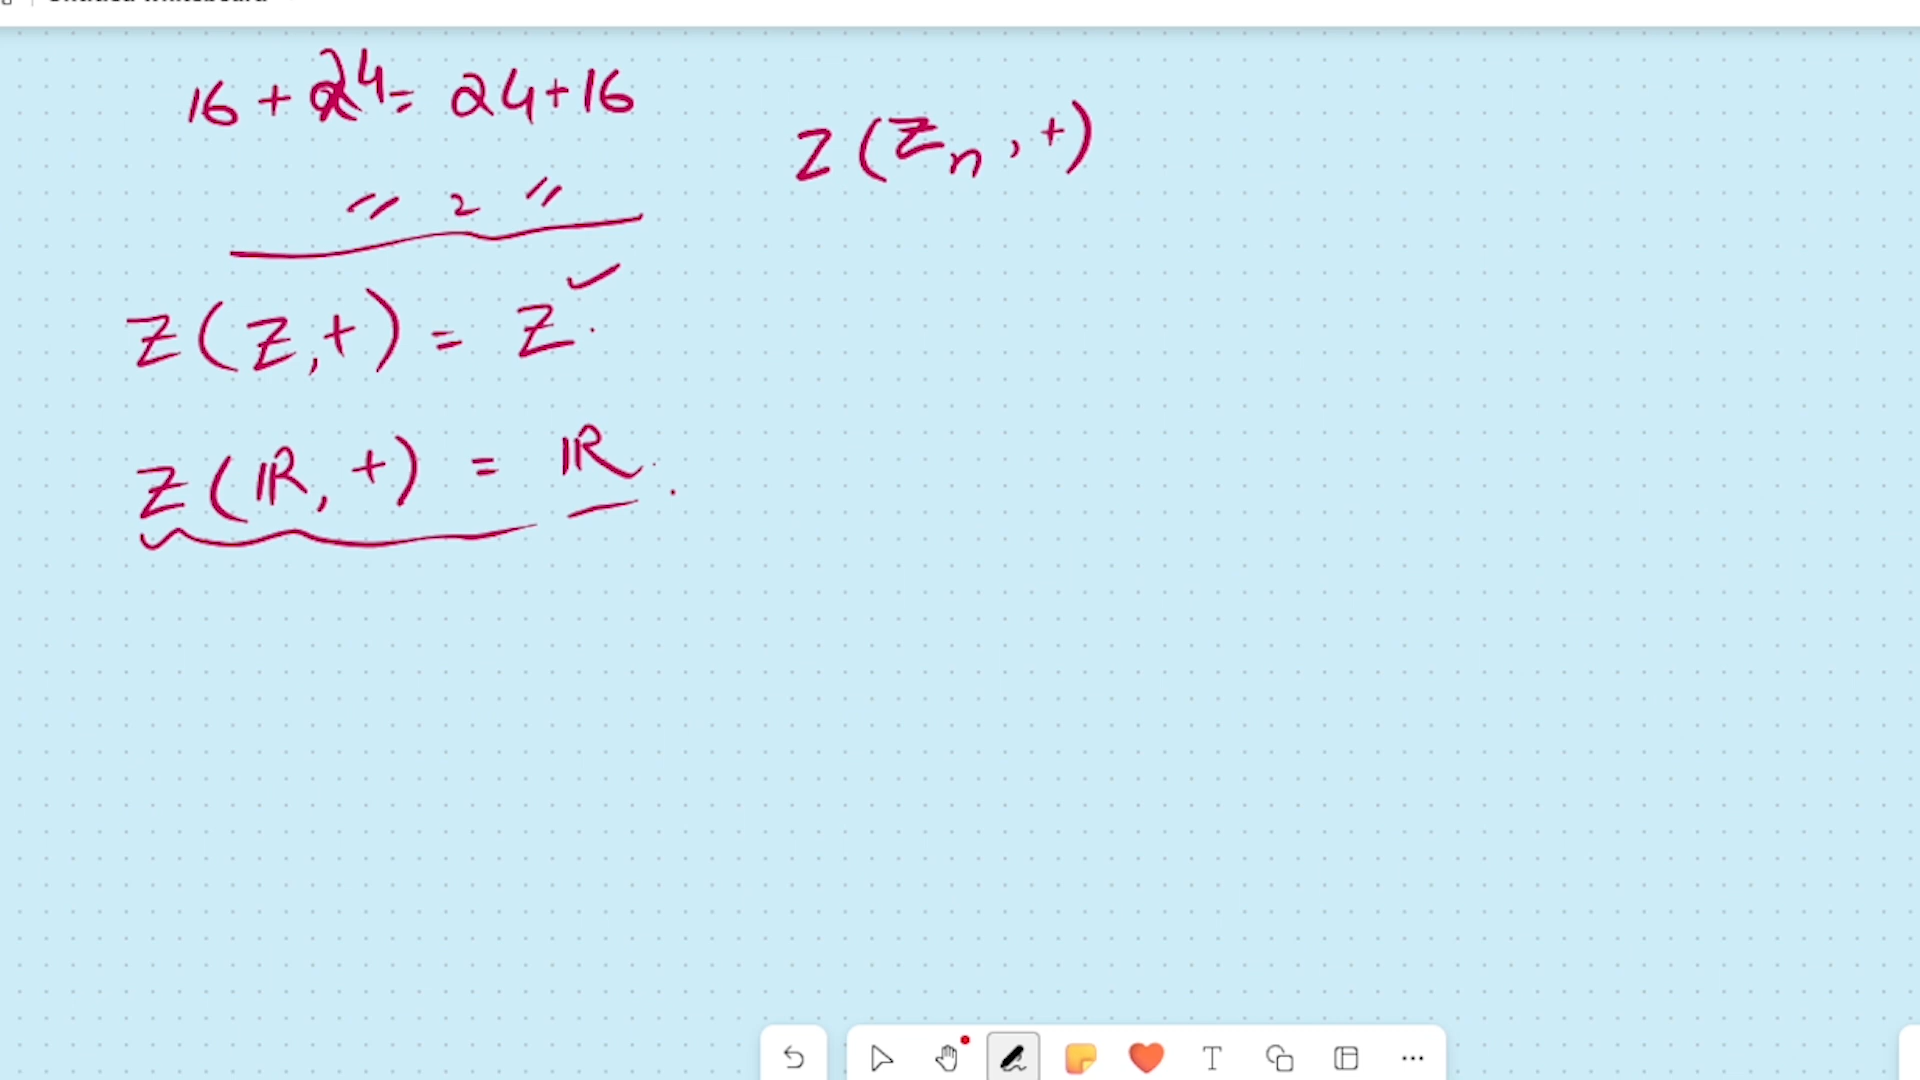 16 + 24 = 24+16
" 2 "
Z(Z,+) = Z.
Z(ℝ,+) = ℝ.
Z(Zn,+)
T